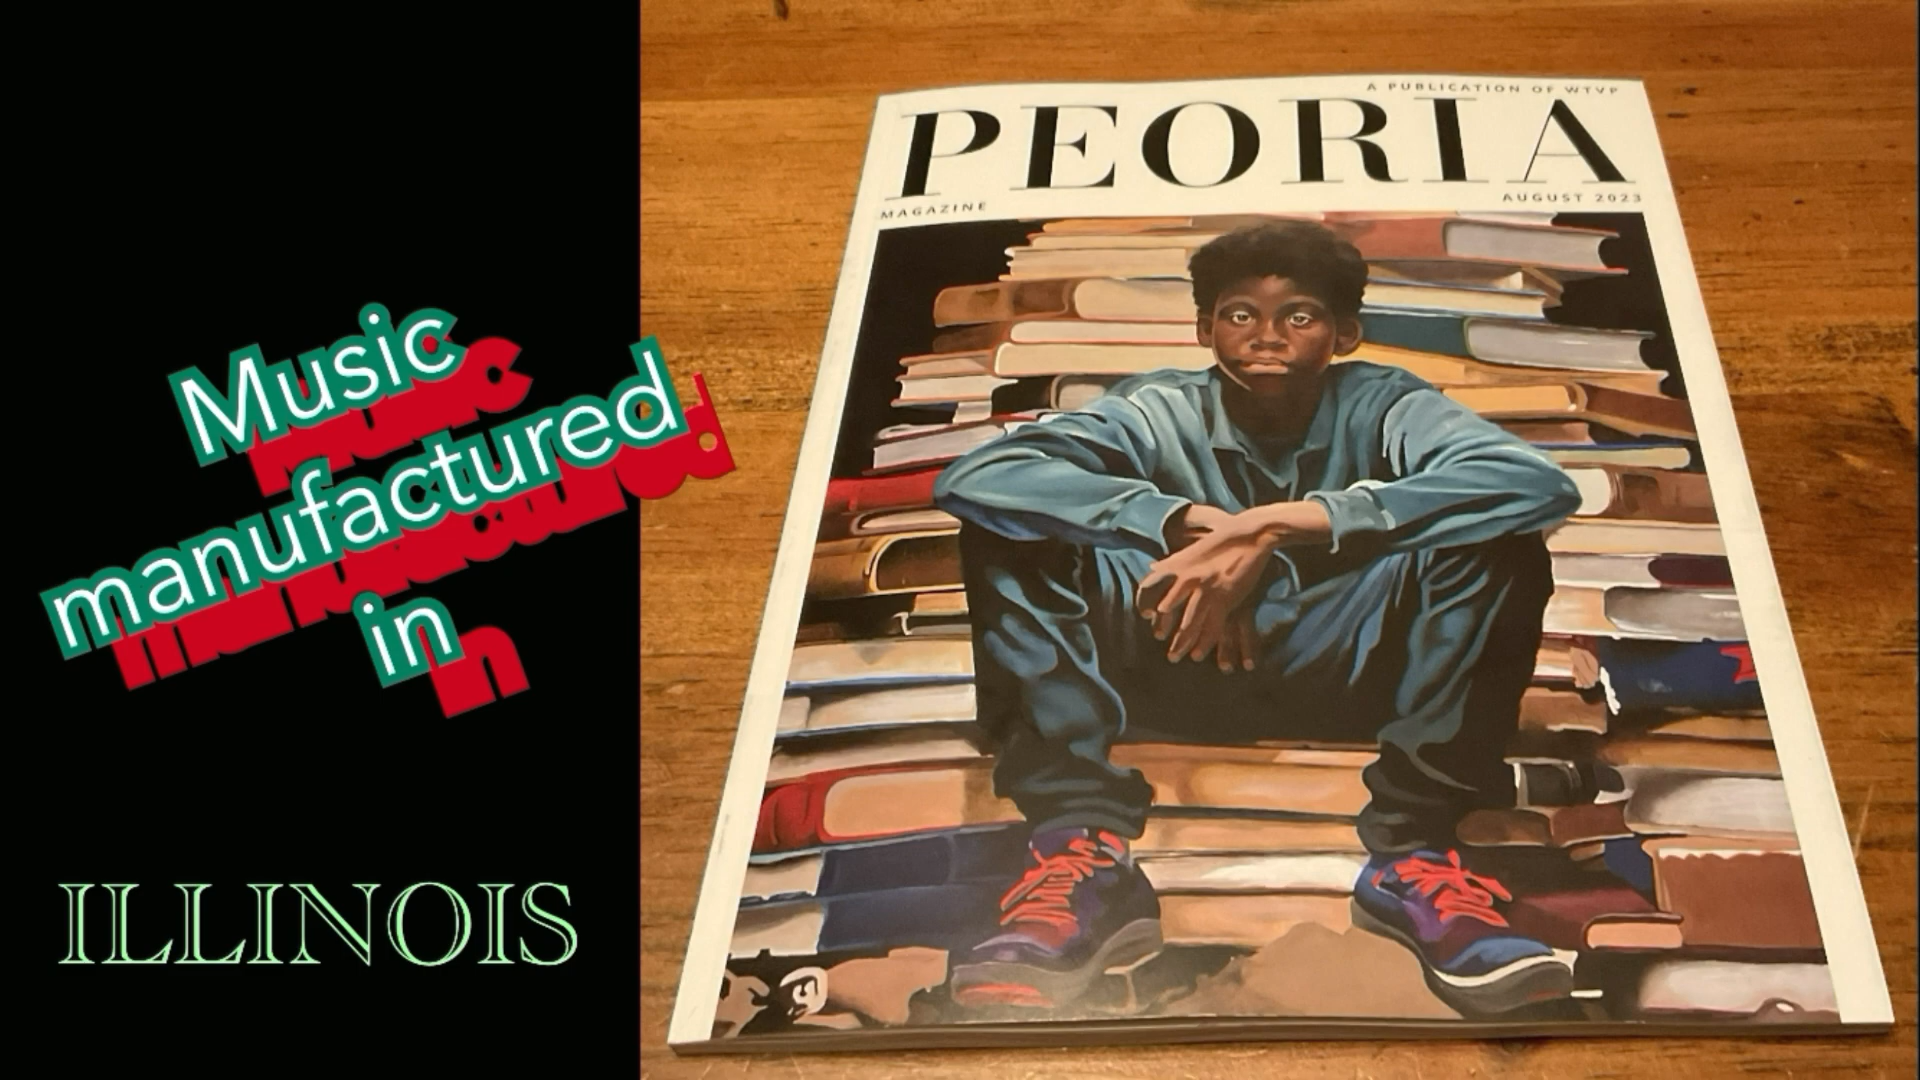 Music
manufactured
in
ILLINOIS
A PUBLICATION OF WTVP
PEORIA
MAGAZINE
AUGUST 2023